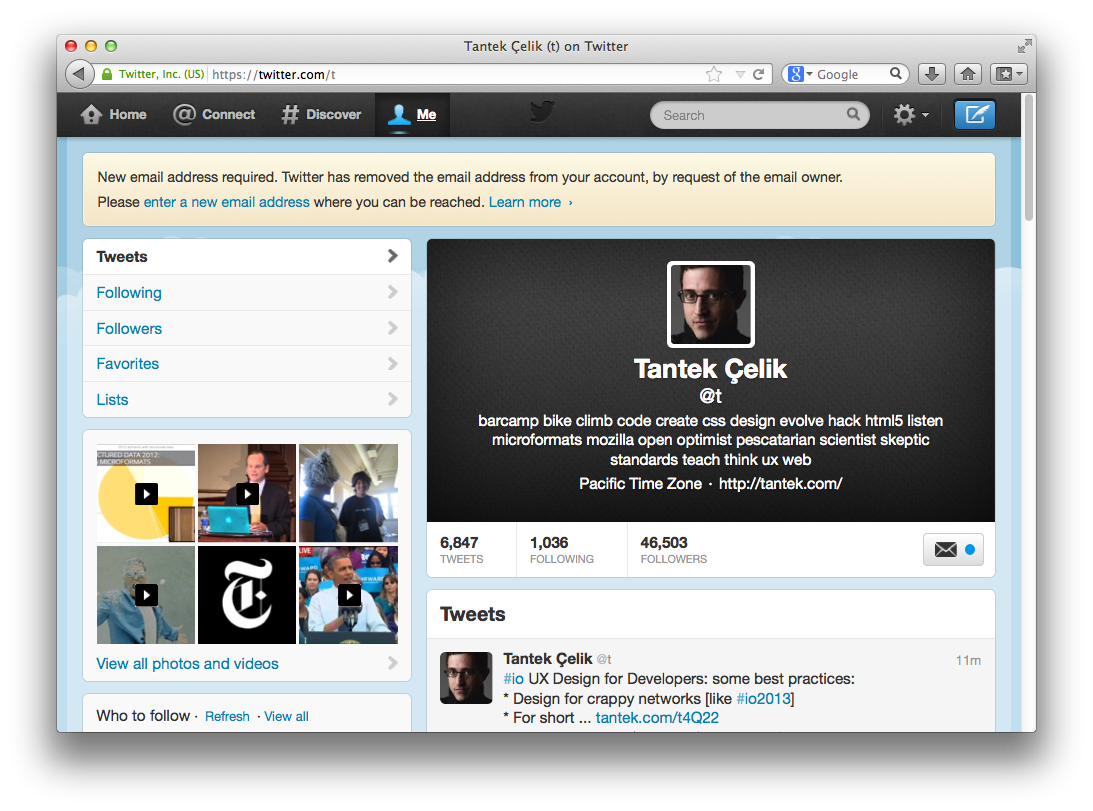 Tantek Çelik (t) on Twitter
Twitter, Inc. (US) https://twitter.com/t
Google
Home
Connect
Discover
Me
Search
New email address required. Twitter has removed the email address from your account, by request of the email owner.
Please enter a new email address where you can be reached. Learn more ›
Tweets
Following
Followers
Favorites
Lists
CTURED DATA 2012:
MICROFORMATS
LIVE
View all photos and videos
Who to follow · Refresh · View all
Tantek Çelik
@t
barcamp bike climb code create css design evolve hack html5 listen
microformats mozilla open optimist pescatarian scientist skeptic
standards teach think ux web
Pacific Time Zone · http://tantek.com/
6,847
TWEETS
1,036
FOLLOWING
46,503
FOLLOWERS
Tweets
Tantek Çelik @t 11m
#io UX Design for Developers: some best practices:
* Design for crappy networks [like #io2013]
* For short ... tantek.com/t4Q22